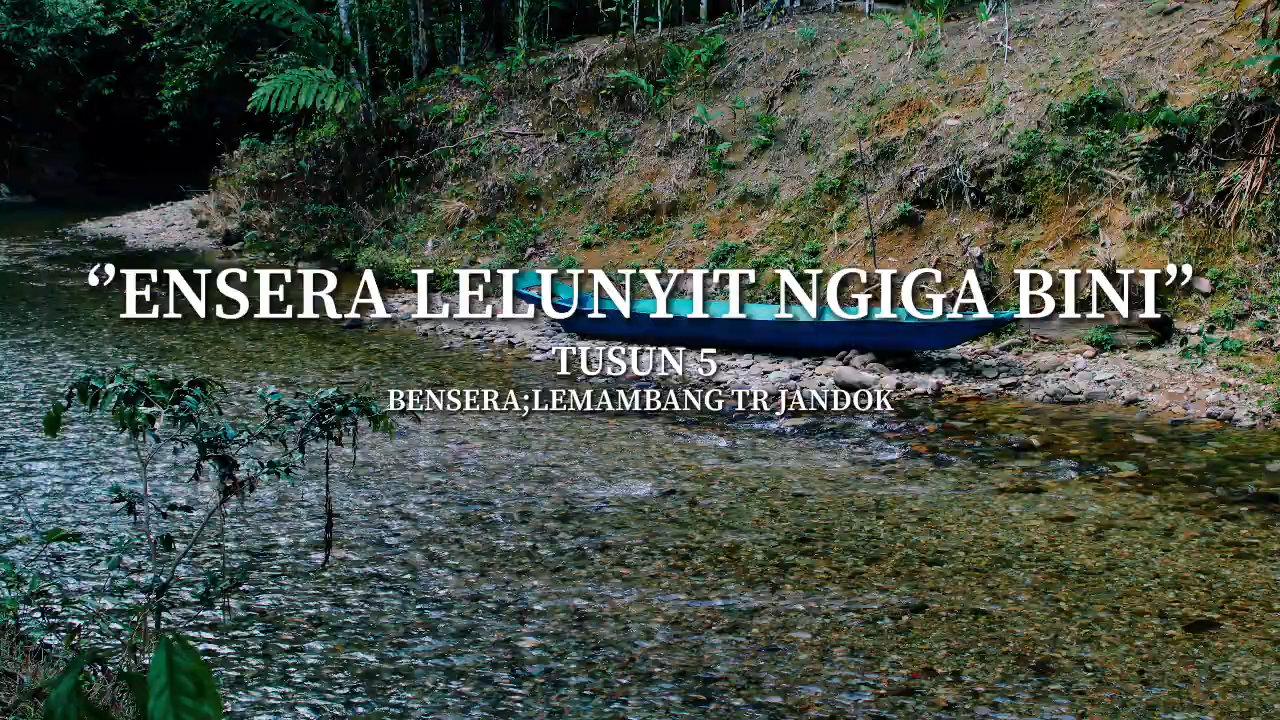 ‘’ENSERA LELUNYIT NGIGA BINI’’
TUSUN 5
BENSERA;LEMAMBANG TR JANDOK